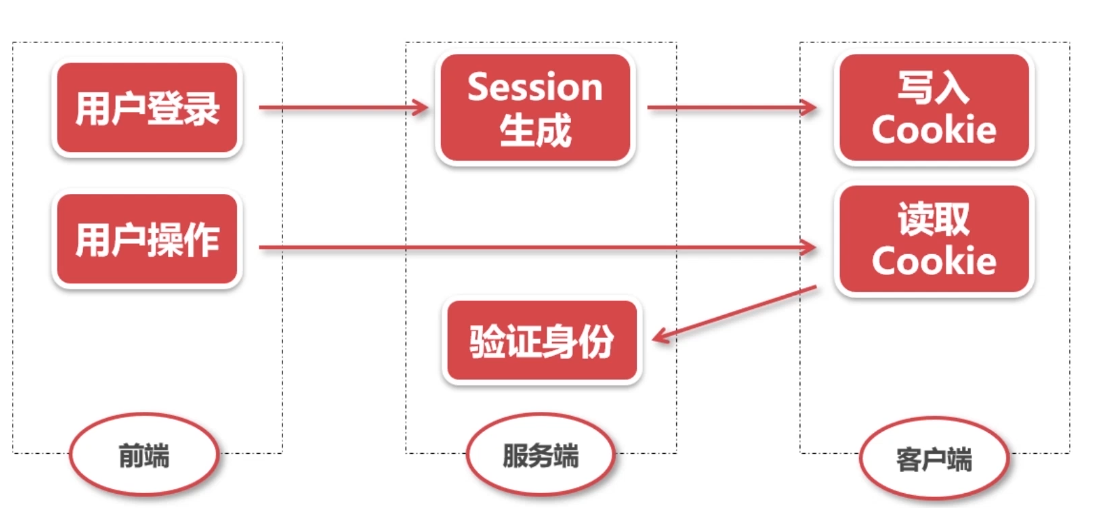 用户登录
Session
生成
写入
Cookie
用户操作
读取
Cookie
验证身份
前端
服务端
客户端